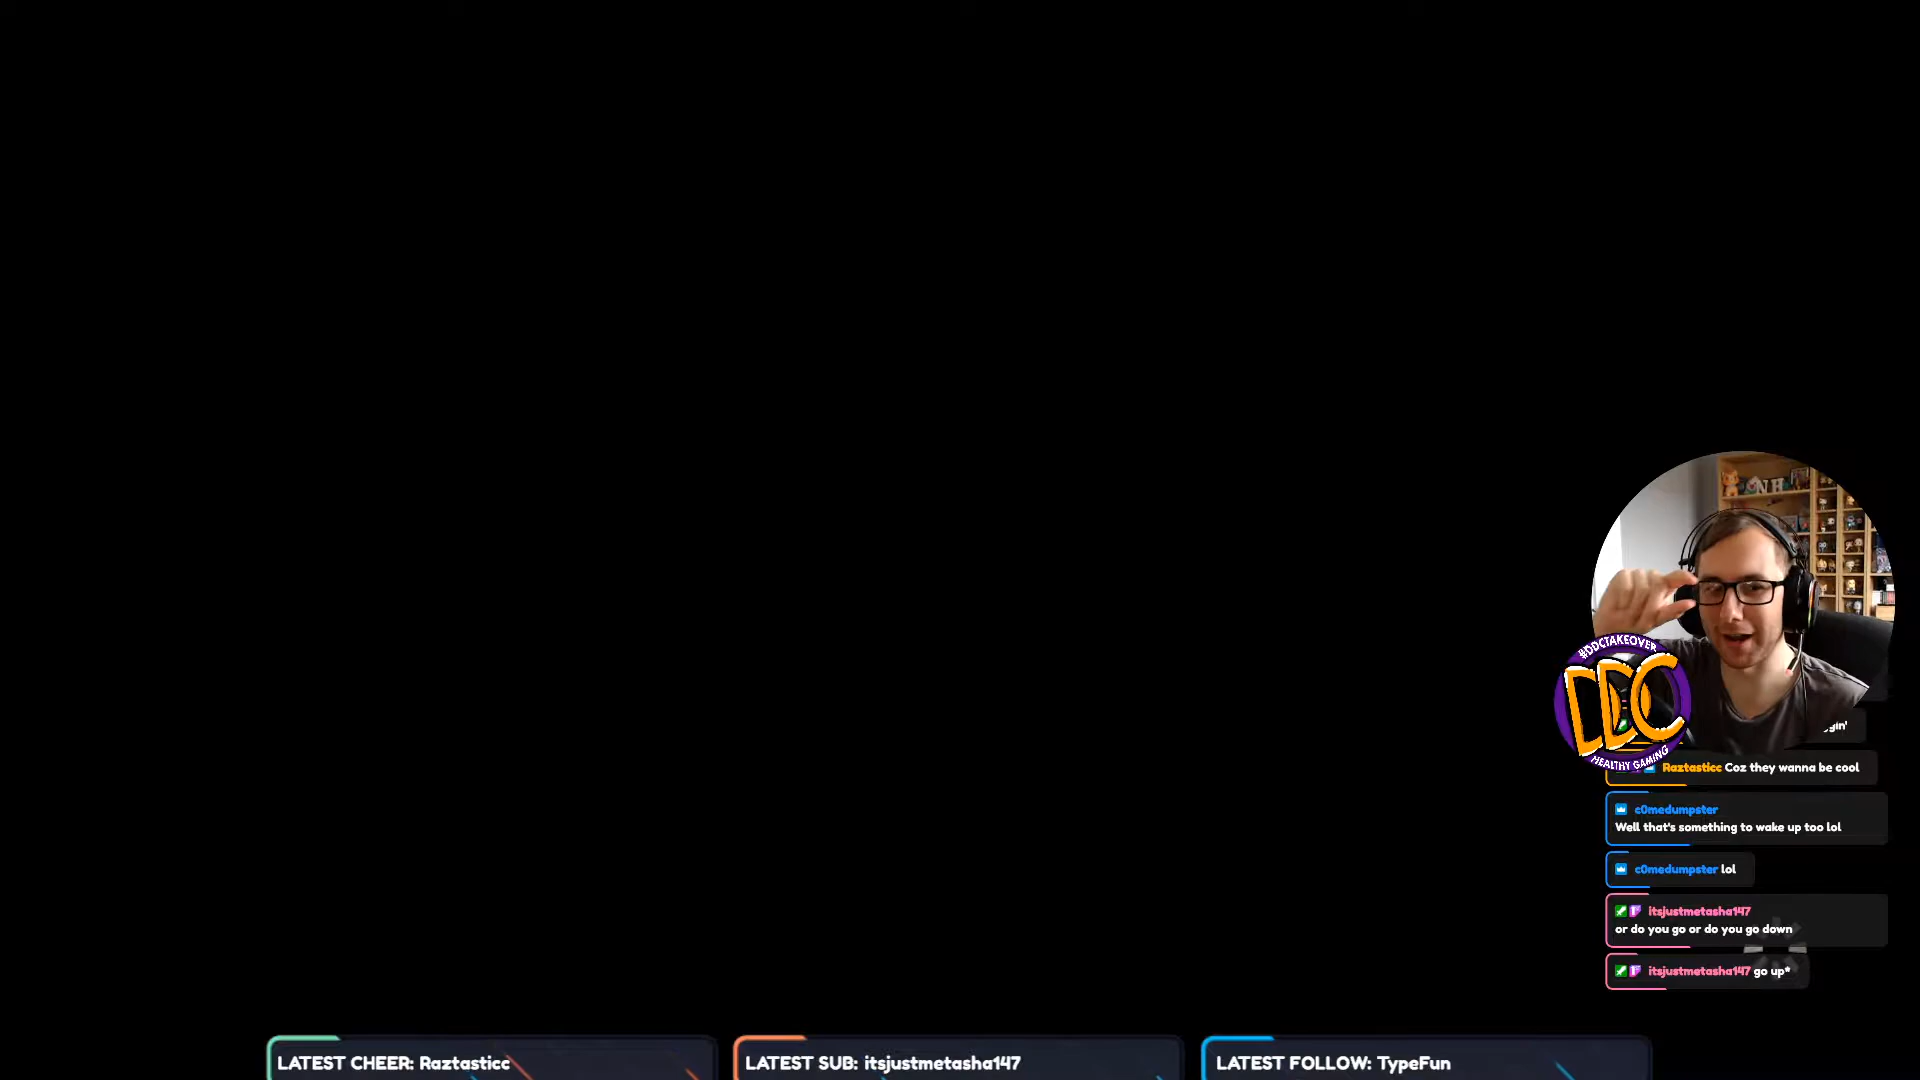 NH
#DDCTAKEOVER
DDC
HEALTHY GAMING
Raztasticc Coz they wanna be cool
c0medumpster
Well that's something to wake up too lol
c0medumpster lol
itsjustmetasha147
or do you go or do you go down
itsjustmetasha147 go up*
LATEST CHEER: Raztasticc
LATEST SUB: itsjustmetasha147
LATEST FOLLOW: TypeFun